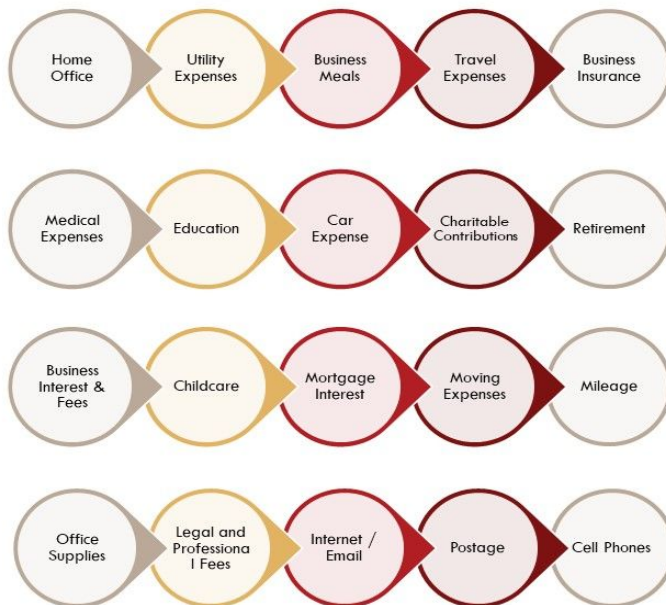 Home
Office
Utility
Expenses
Business
Meals
Travel
Expenses
Business
Insurance
Medical
Expenses
Education
Car
Expense
Charitable
Contributions
Retirement
Business
Interest &
Fees
Childcare
Mortgage
Interest
Moving
Expenses
Mileage
Office
Supplies
Legal and
Professiona
l Fees
Internet /
Email
Postage
Cell Phones